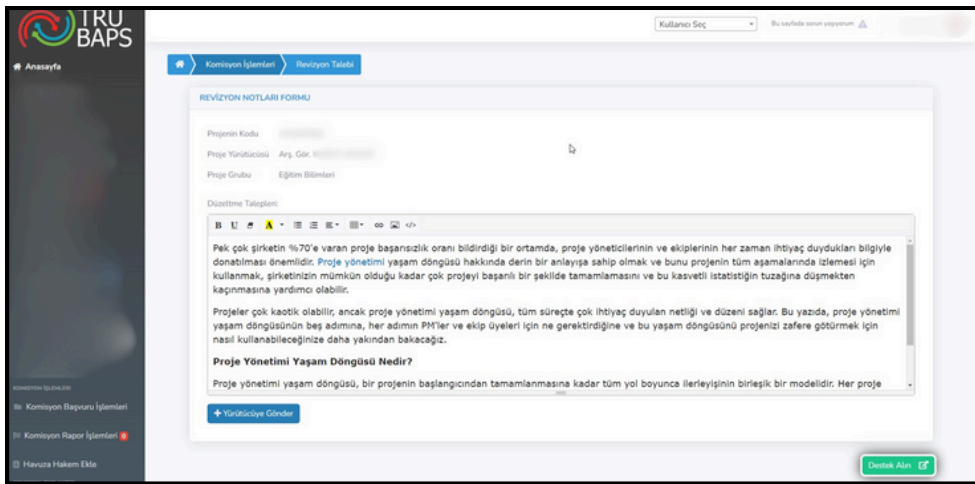 TRU
BAPS
Kullanıcı Seç
Bu sayfada sorun yaşıyorum
Anasayfa
Komisyon İşlemleri
Revizyon Talebi
REVİZYON NOTLARI FORMU
Projenin Kodu
Proje Yürütücüsü Arş. Gör.
Proje Grubu Eğitim Bilimleri
Düzeltme Talepleri:
B U A
Pek çok şirketin %70'e varan proje başarısızlık oranı bildirdiği bir ortamda, proje yöneticilerinin ve ekiplerinin her zaman ihtiyaç duydukları bilgiyle
donatılması önemlidir. Proje yönetimi yaşam döngüsü hakkında derin bir anlayışa sahip olmak ve bunu projenin tüm aşamalarında izlemesi için
kullanmak, şirketinizin mümkün olduğu kadar çok projeyi başarılı bir şekilde tamamlamasını ve bu kasvetli istatistiğin tuzağına düşmekten
kaçınmasına yardımcı olabilir.
Projeler çok kaotik olabilir, ancak proje yönetimi yaşam döngüsü, tüm süreçte çok ihtiyaç duyulan netliği ve düzeni sağlar. Bu yazıda, proje yönetimi
yaşam döngüsünün beş adımına, her adımın PM'ler ve ekip üyeleri için ne gerektirdiğine ve bu yaşam döngüsünü projenizi zafere götürmek için
nasıl kullanabileceğinize daha yakından bakacağız.
Proje Yönetimi Yaşam Döngüsü Nedir?
Proje yönetimi yaşam döngüsü, bir projenin başlangıcından tamamlanmasına kadar tüm yol boyunca ilerleyişinin birleşik bir modelidir. Her proje
KOMİSYON İŞLEMLERİ
Komisyon Başvuru İşlemleri
Yürütücüye Gönder
Komisyon Rapor İşlemleri 0
Havuza Hakem Ekle
Destek Alın